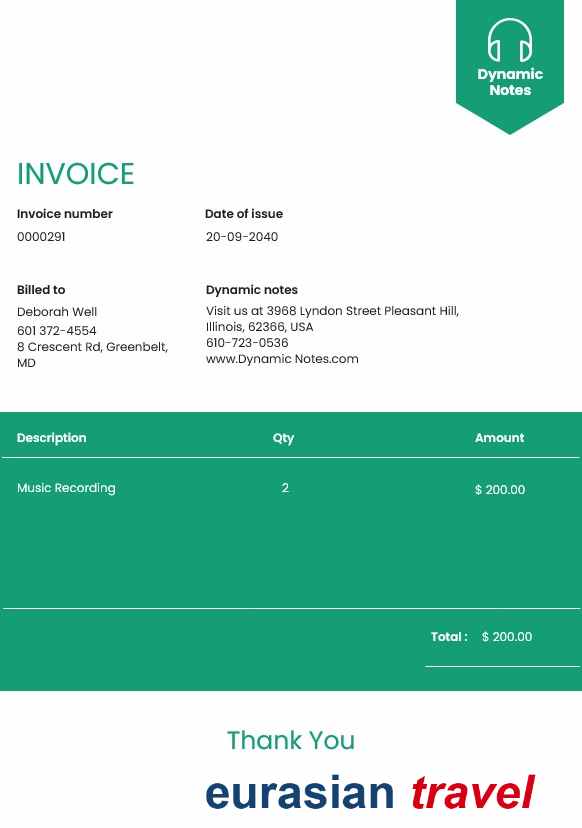 Dynamic
Notes
INVOICE
Invoice number
Date of issue
0000291
20-09-2040
Billed to
Dynamic notes
Deborah Well
Visit us at 3968 Lyndon Street Pleasant Hill,
Illinois, 62366, USA
601 372-4554
610-723-0536
8 Crescent Rd, Greenbelt,
MD
www.Dynamic Notes.com
Description Qty Amount
Music Recording 2 $ 200.00
Total : $ 200.00
Thank You
eurasian travel